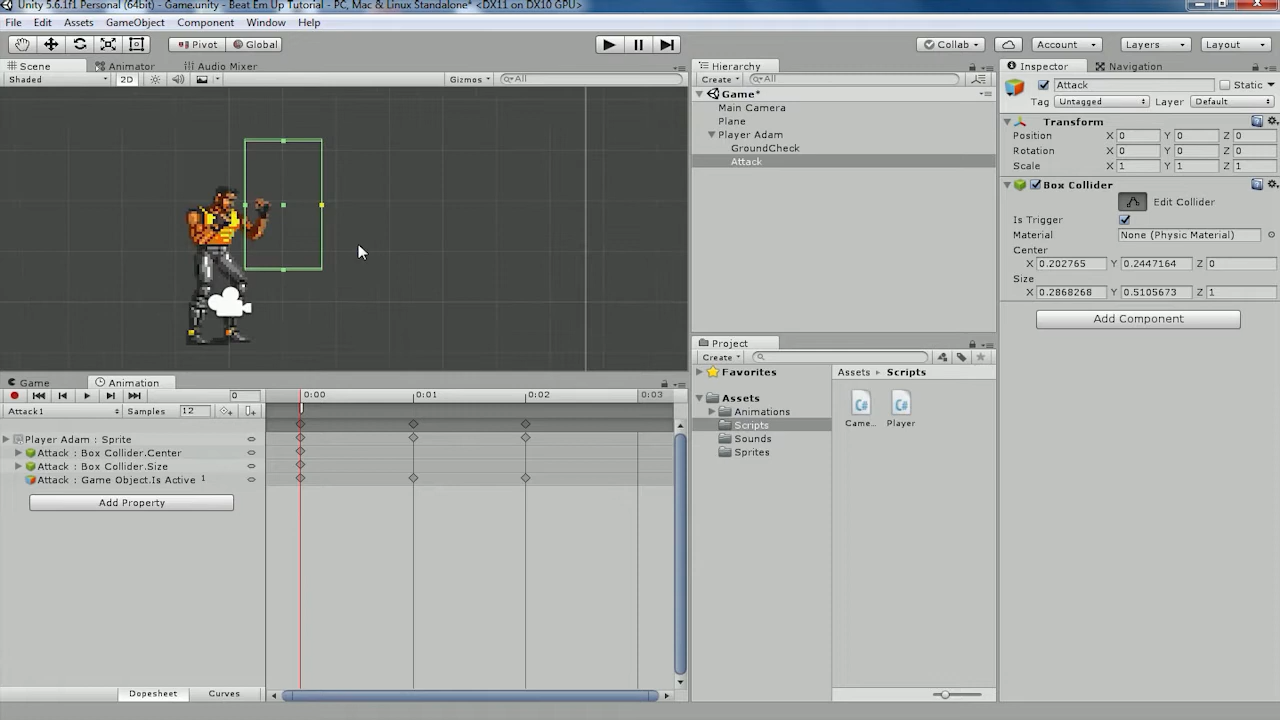 Unity 5.6.1f1 Personal (64bit) - Game.unity - Beat Em Up Tutorial - PC, Mac & Linux Standalone* <DX11 on DX10 GPU>
File Edit Assets GameObject Component Window Help
Pivot Global Collab Account Layers Layout
Scene Animator Audio Mixer
Shaded 2D Gizmos All
Hierarchy
Create All
Game*
Main Camera
Plane
Player Adam
GroundCheck
Attack
Inspector Navigation
Attack Static
Tag Untagged Layer Default
Transform
Position X 0 Y 0 Z 0
Rotation X 0 Y 0 Z 0
Scale X 1 Y 1 Z 1
Box Collider
Edit Collider
Is Trigger
Material None (Physic Material)
Center
X 0.202765 Y 0.2447164 Z 0
Size
X 0.2868268 Y 0.5105673 Z 1
Add Component
Project
Create
Favorites
Assets
Animations
Scripts
Sounds
Sprites
Assets Scripts
C# C#
Came... Player
Game Animation
0 0:00 0:01 0:02 0:03
Attack1 Samples 12
Player Adam : Sprite
Attack : Box Collider.Center
Attack : Box Collider.Size
Attack : Game Object.Is Active 1
Add Property
Dopesheet Curves